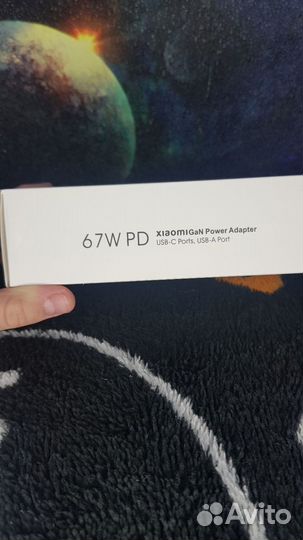 67W PD
xiaomi GaN Power Adapter
USB-C Ports, USB-A Port
Avito